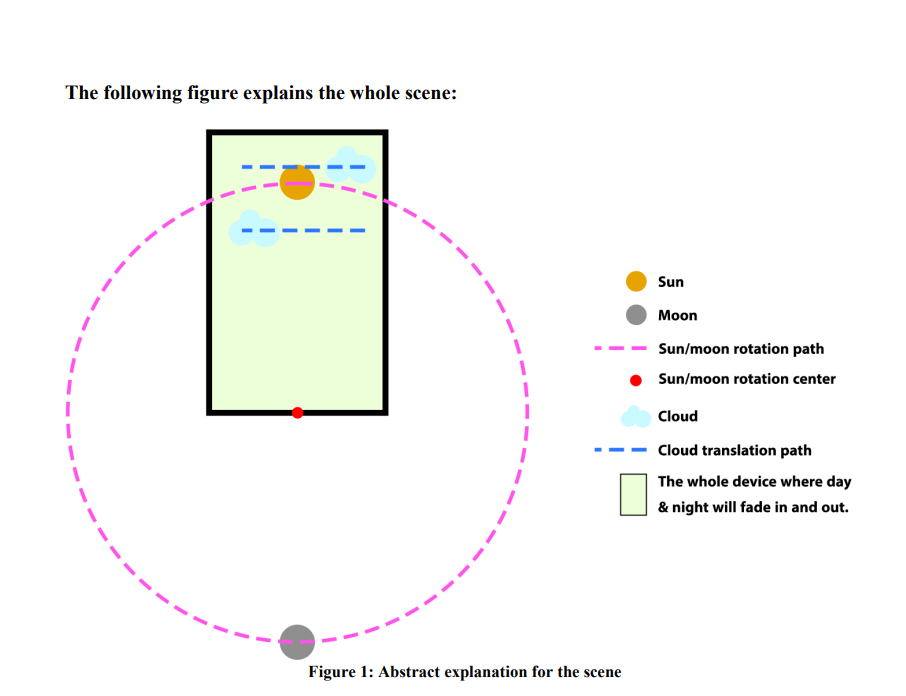 The following figure explains the whole scene:
Sun
Moon
Sun/moon rotation path
Sun/moon rotation center
Cloud
Cloud translation path
The whole device where day
& night will fade in and out.
Figure 1: Abstract explanation for the scene